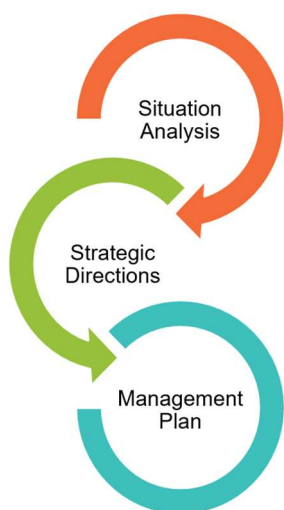 Situation
Analysis
Strategic
Directions
Management
Plan